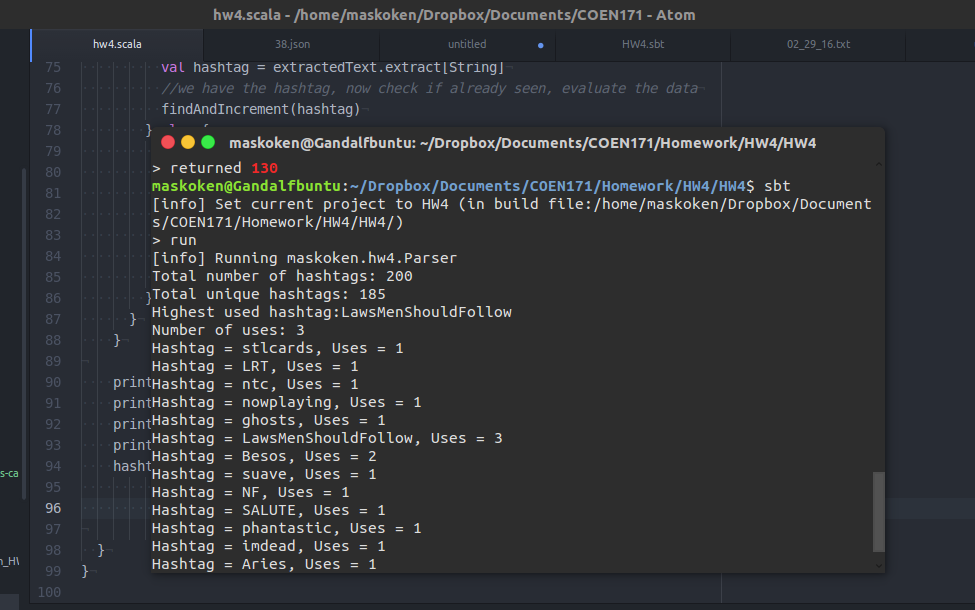 hw4.scala - /home/maskoken/Dropbox/Documents/COEN171 - Atom
hw4.scala 38.json untitled HW4.sbt 02_29_16.txt
75 val hashtag = extractedText.extract[String]
76 //we have the hashtag, now check if already seen, evaluate the data
77 findAndIncrement(hashtag)
78 }
79
80
81
82
83
84
85
86 }
87 }
88 }
89
90 print
91 print
92 print
93 print
94 hasht
95
96
97
98 }
99 }
100
s-ca
maskoken@Gandalfbuntu: ~/Dropbox/Documents/COEN171/Homework/HW4/HW4
> returned 130
maskoken@Gandalfbuntu:~/Dropbox/Documents/COEN171/Homework/HW4/HW4$ sbt
[info] Set current project to HW4 (in build file:/home/maskoken/Dropbox/Document
s/COEN171/Homework/HW4/HW4/)
> run
[info] Running maskoken.hw4.Parser
Total number of hashtags: 200
Total unique hashtags: 185
Highest used hashtag:LawsMenShouldFollow
Number of uses: 3
Hashtag = stlcards, Uses = 1
Hashtag = LRT, Uses = 1
Hashtag = ntc, Uses = 1
Hashtag = nowplaying, Uses = 1
Hashtag = ghosts, Uses = 1
Hashtag = LawsMenShouldFollow, Uses = 3
Hashtag = Besos, Uses = 2
Hashtag = suave, Uses = 1
Hashtag = NF, Uses = 1
Hashtag = SALUTE, Uses = 1
Hashtag = phantastic, Uses = 1
Hashtag = imdead, Uses = 1
Hashtag = Aries, Uses = 1